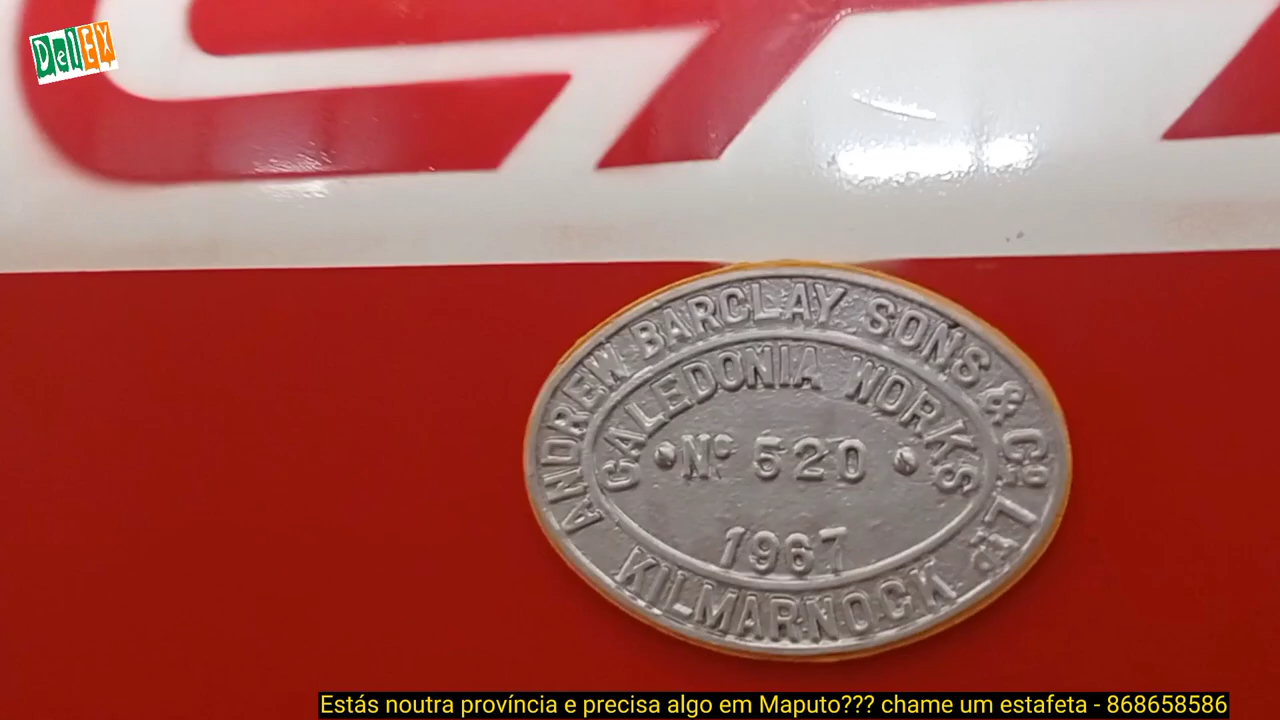 DelEX
ANDREW BARCLAY SONS & Cº LTD
CALEDONIA WORKS
Nº 520
1967
KILMARNOCK
Estás noutra província e precisa algo em Maputo??? chame um estafeta - 868658586